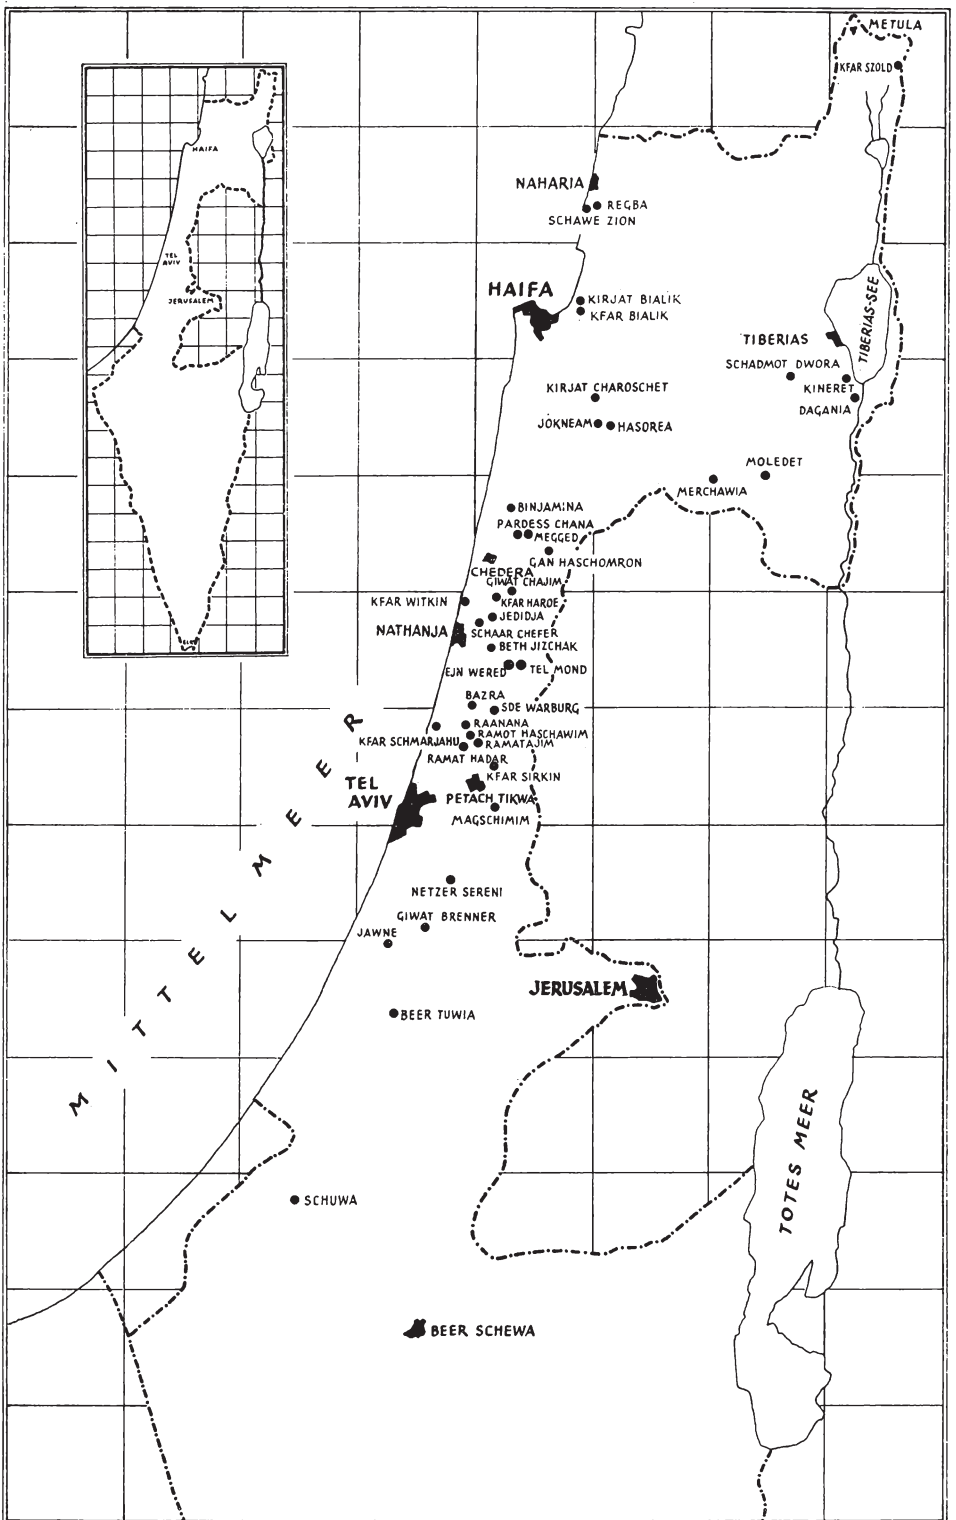 METULA
KFAR SZOLD
HAIFA
TEL
AVIV
JERUSALEM
NAHARIA
REGBA
SCHAWE ZION
HAIFA
KIRJAT BIALIK
KFAR BIALIK
TIBERIAS
TIBERIAS-SEE
SCHADMOT DWORA
KINERET
DAGANIA
KIRJAT CHAROSCHET
JOKNEAM
HASOREA
MOLEDET
MERCHAWIA
BINJAMINA
PARDESS CHANA
MEGGED
GAN HASCHOMRON
CHEDERA
GIWAT CHAJIM
KFAR WITKIN
KFAR HAROE
JEDIDJA
NATHANJA
SCHAAR CHEFER
BETH JIZCHAK
EJN WERED
TEL MOND
BAZRA
SDE WARBURG
RAANANA
RAMOT HASCHAWIM
KFAR SCHMARJAHU
RAMATAJIM
RAMAT HADAR
KFAR SIRKIN
TEL
AVIV
PETACH TIKWA
MAGSCHIMIM
MITTELMEER
NETZER SERENI
GIWAT BRENNER
JAWNE
JERUSALEM
BEER TUWIA
TOTES MEER
SCHUWA
BEER SCHEWA